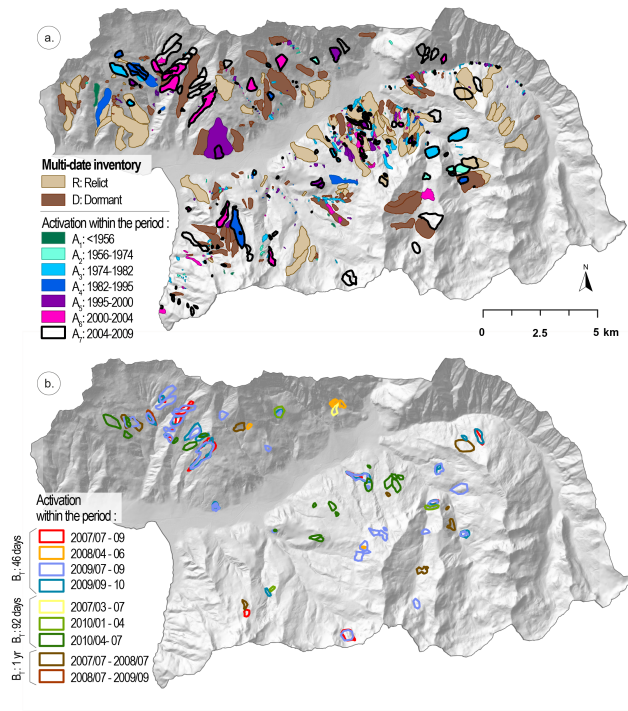 a.
Multi-date inventory
R: Relict
D: Dormant
Activation within the period :
A1: <1956
A2: 1956-1974
A3: 1974-1982
A4: 1982-1995
A5: 1995-2000
A6: 2000-2004
A7: 2004-2009
N
0 2.5 5 km
b.
Activation
within the period :
2007/07 - 09
2008/04 - 06
2009/07 - 09
2009/09 - 10
2007/03 - 07
2010/01 - 04
2010/04- 07
2007/07 - 2008/07
2008/07 - 2009/09
: 46 days
: 92 days
: 1 yr